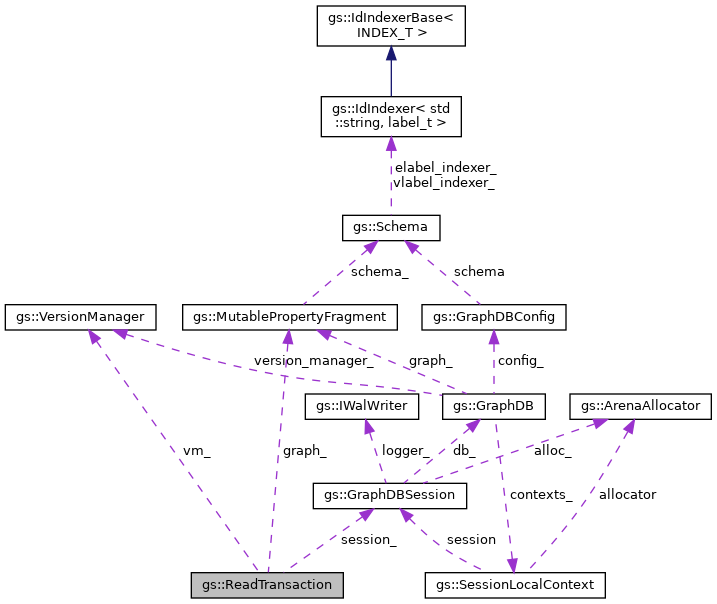 gs::IdIndexerBase<
INDEX_T >
gs::IdIndexer< std
::string, label_t >
elabel_indexer_
vlabel_indexer_
gs::Schema
schema_
schema
gs::VersionManager
gs::MutablePropertyFragment
gs::GraphDBConfig
version_manager_
graph_
config_
gs::IWalWriter
gs::GraphDB
gs::ArenaAllocator
vm_
graph_
logger_
db_
alloc_
gs::GraphDBSession
contexts_
allocator
session_
session
gs::ReadTransaction
gs::SessionLocalContext